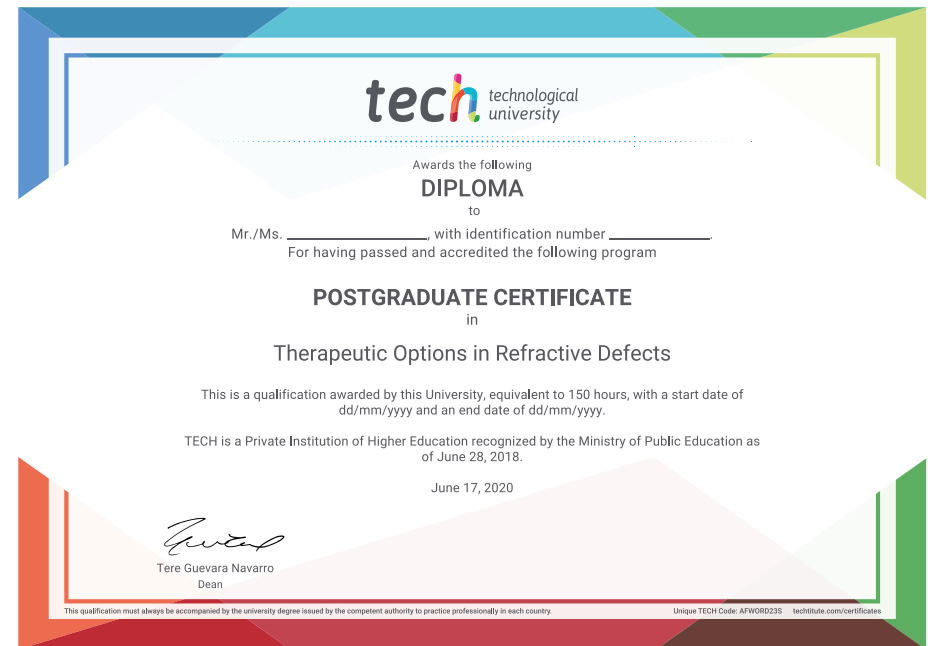 tech technological
university
Awards the following
DIPLOMA
to
Mr./Ms. ____________________, with identification number ______________.
For having passed and accredited the following program
POSTGRADUATE CERTIFICATE
in
Therapeutic Options in Refractive Defects
This is a qualification awarded by this University, equivalent to 150 hours, with a start date of
dd/mm/yyyy and an end date of dd/mm/yyyy.
TECH is a Private Institution of Higher Education recognized by the Ministry of Public Education as
of June 28, 2018.
June 17, 2020
Tere Guevara Navarro
Dean
This qualification must always be accompanied by the university degree issued by the competent authority to practice professionally in each country.
Unique TECH Code: AFWORD23S techtitute.com/certificates